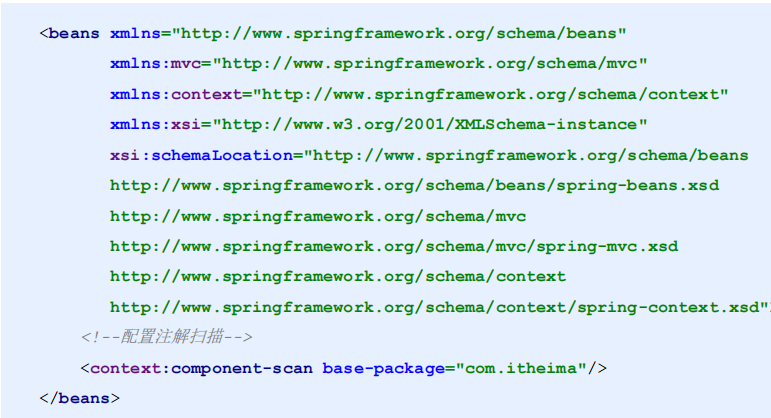 <beans xmlns="http://www.springframework.org/schema/beans"
xmlns:mvc="http://www.springframework.org/schema/mvc"
xmlns:context="http://www.springframework.org/schema/context"
xmlns:xsi="http://www.w3.org/2001/XMLSchema-instance"
xsi:schemaLocation="http://www.springframework.org/schema/beans
http://www.springframework.org/schema/beans/spring-beans.xsd
http://www.springframework.org/schema/mvc
http://www.springframework.org/schema/mvc/spring-mvc.xsd
http://www.springframework.org/schema/context
http://www.springframework.org/schema/context/spring-context.xsd"
<!--配置注解扫描-->
<context:component-scan base-package="com.itheima"/>
</beans>